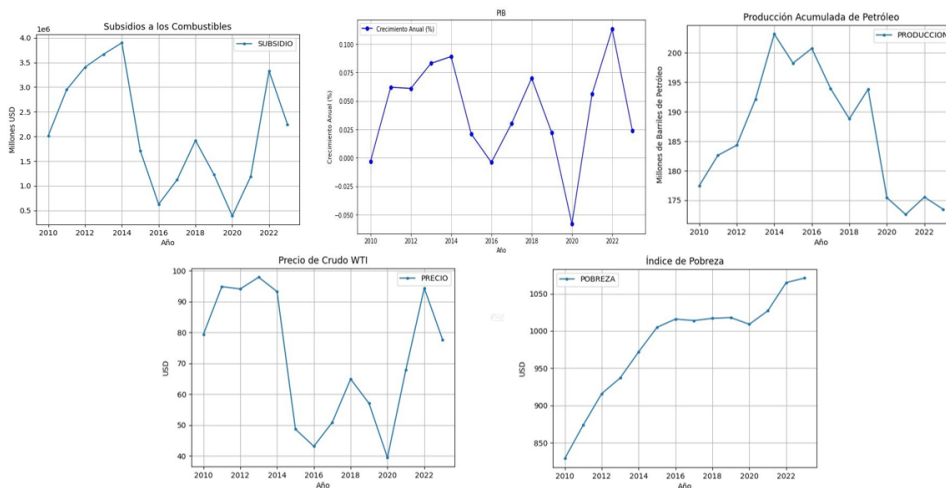 Subsidios a los Combustibles
1e6
SUBSIDIO
4.0
3.5
3.0
2.5
2.0
1.5
1.0
0.5
Millones USD
2010 2012 2014 2016 2018 2020 2022
Año
PIB
Crecimiento Anual (%)
0.100
0.075
0.050
0.025
0.000
−0.025
−0.050
Crecimiento Anual (%)
2010 2012 2014 2016 2018 2020 2022
Año
Producción Acumulada de Petróleo
PRODUCCION
200
195
190
185
180
175
Millones de Barriles de Petróleo
2010 2012 2014 2016 2018 2020 2022
Año
Precio de Crudo WTI
PRECIO
100
90
80
70
60
50
40
USD
2010 2012 2014 2016 2018 2020 2022
Año
Índice de Pobreza
POBREZA
1050
1000
950
900
850
USD
2010 2012 2014 2016 2018 2020 2022
Año